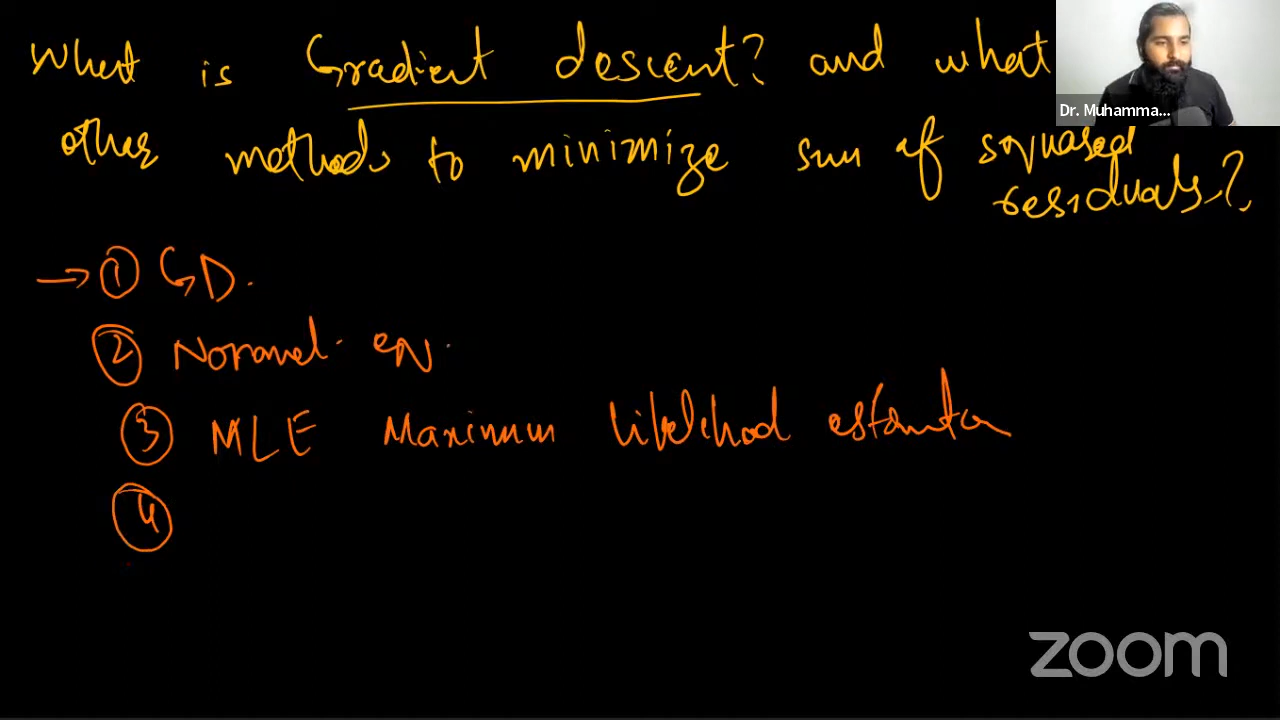 What is Gradient descent? and what
other methods to minimize sum of squared
residuals?
→ ① GD.
② Normal eq.
③ MLE Maximum likelihood
④
Dr. Muhamma...
zoom